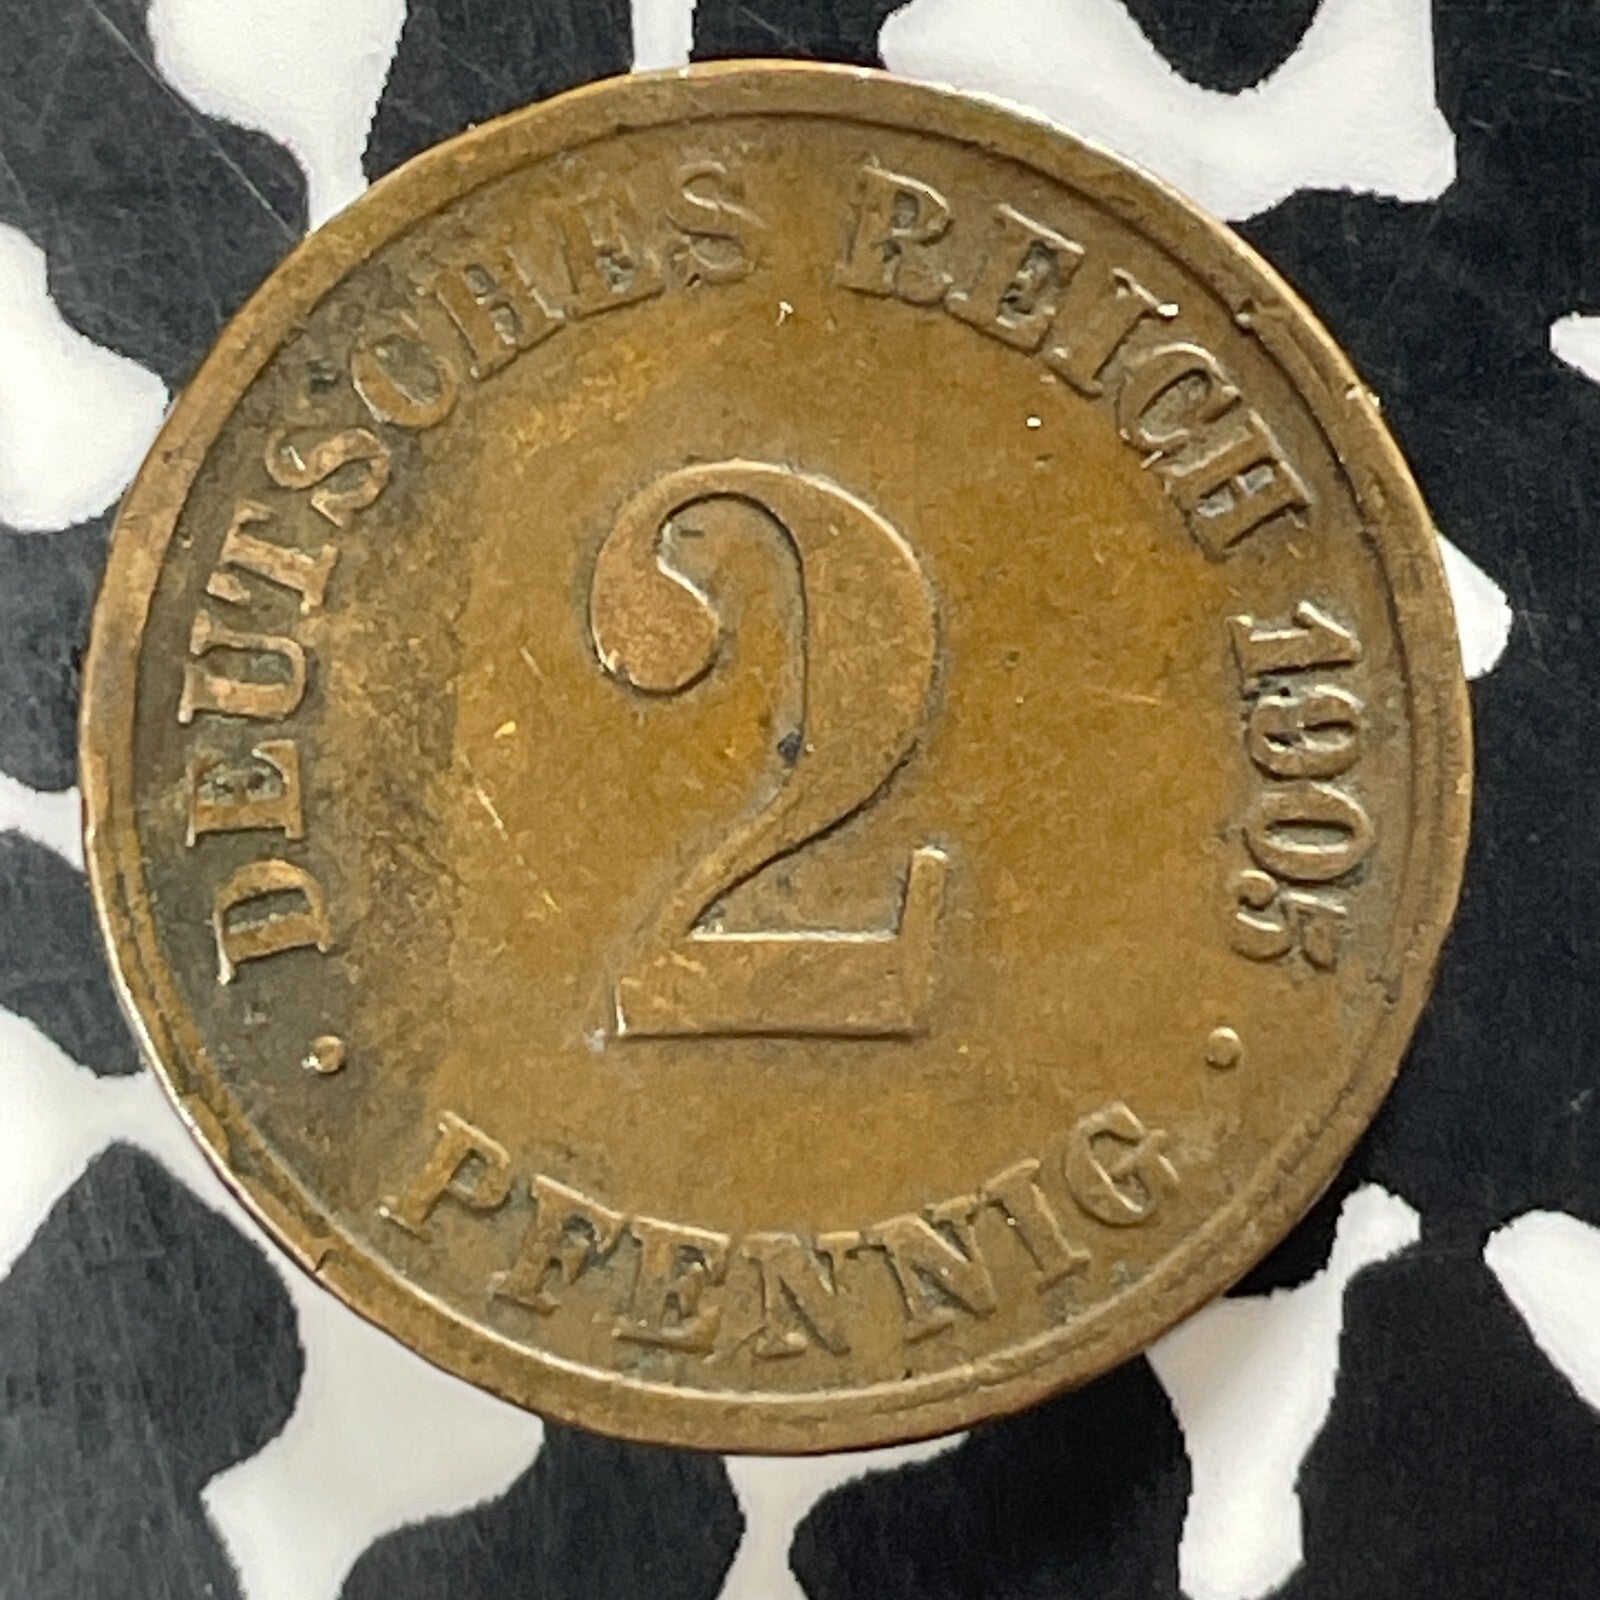 · DEUTSCHES REICH 1905 ·
2
PFENNIG